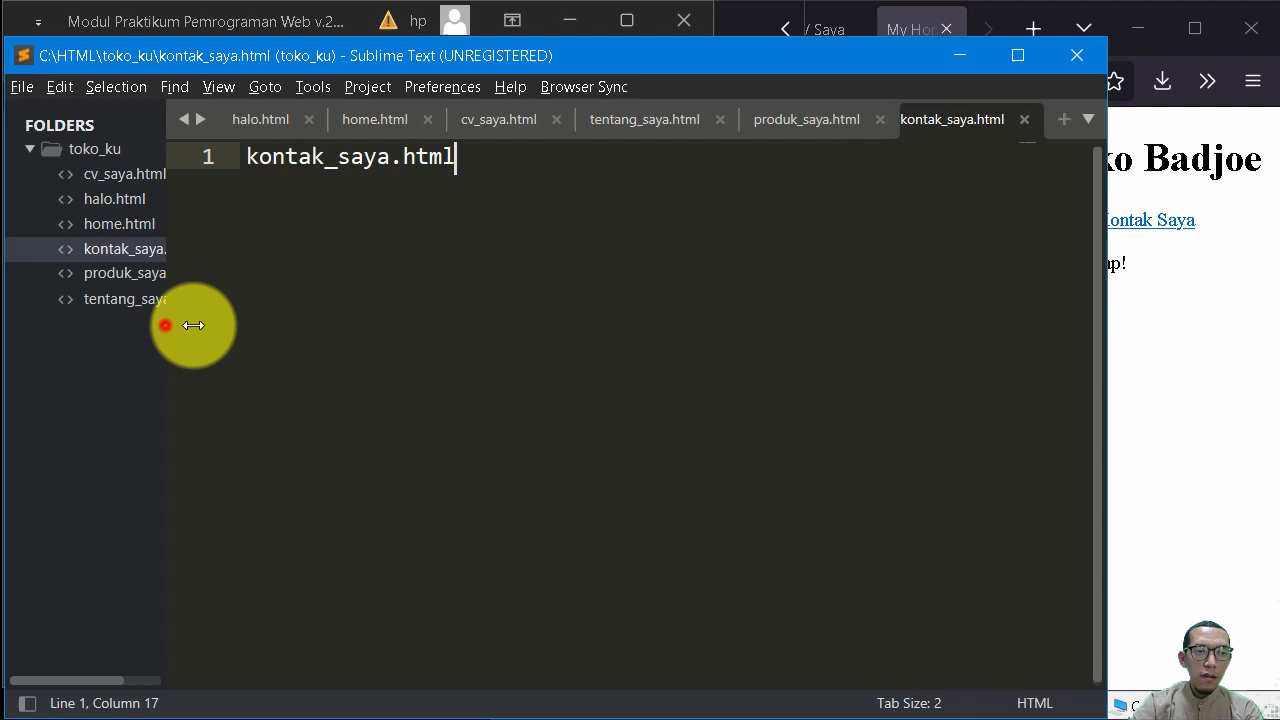 Modul Praktikum Pemrograman Web v.2...
hp
Saya
My Ho
C:\HTML\toko_ku\kontak_saya.html (toko_ku) - Sublime Text (UNREGISTERED)
File Edit Selection Find View Goto Tools Project Preferences Help Browser Sync
FOLDERS
toko_ku
cv_saya.html
halo.html
home.html
kontak_saya.
produk_saya
tentang_saya
halo.html
home.html
cv_saya.html
tentang_saya.html
produk_saya.html
kontak_saya.html
1 kontak_saya.html
ko Badjoe
Kontak Saya
ap!
Line 1, Column 17
Tab Size: 2
HTML